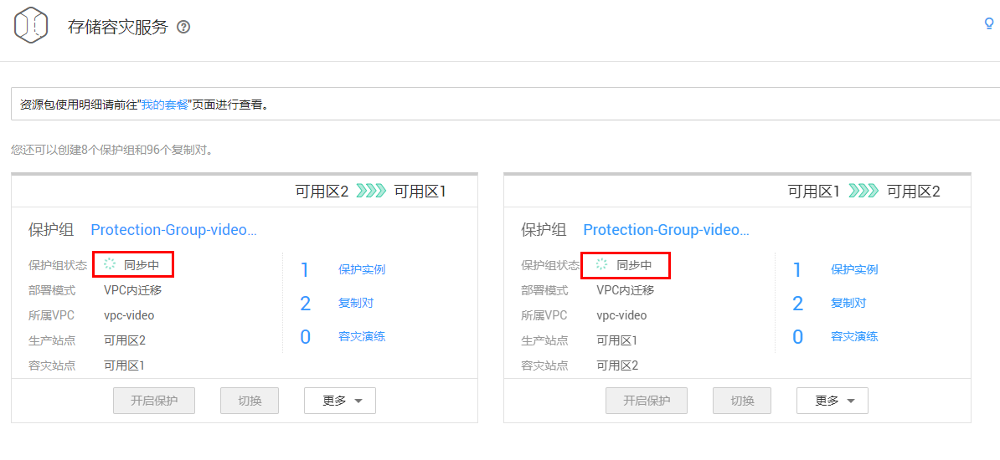 存储容灾服务 ?
资源包使用明细请前往"我的套餐"页面进行查看。
您还可以创建8个保护组和96个复制对。
可用区2 可用区1
保护组 Protection-Group-video...
保护组状态 同步中
部署模式 VPC内迁移
所属VPC vpc-video
生产站点 可用区2
容灾站点 可用区1
1 保护实例
2 复制对
0 容灾演练
开启保护 切换 更多
可用区1 可用区2
保护组 Protection-Group-video...
保护组状态 同步中
部署模式 VPC内迁移
所属VPC vpc-video
生产站点 可用区1
容灾站点 可用区2
1 保护实例
2 复制对
0 容灾演练
开启保护 切换 更多